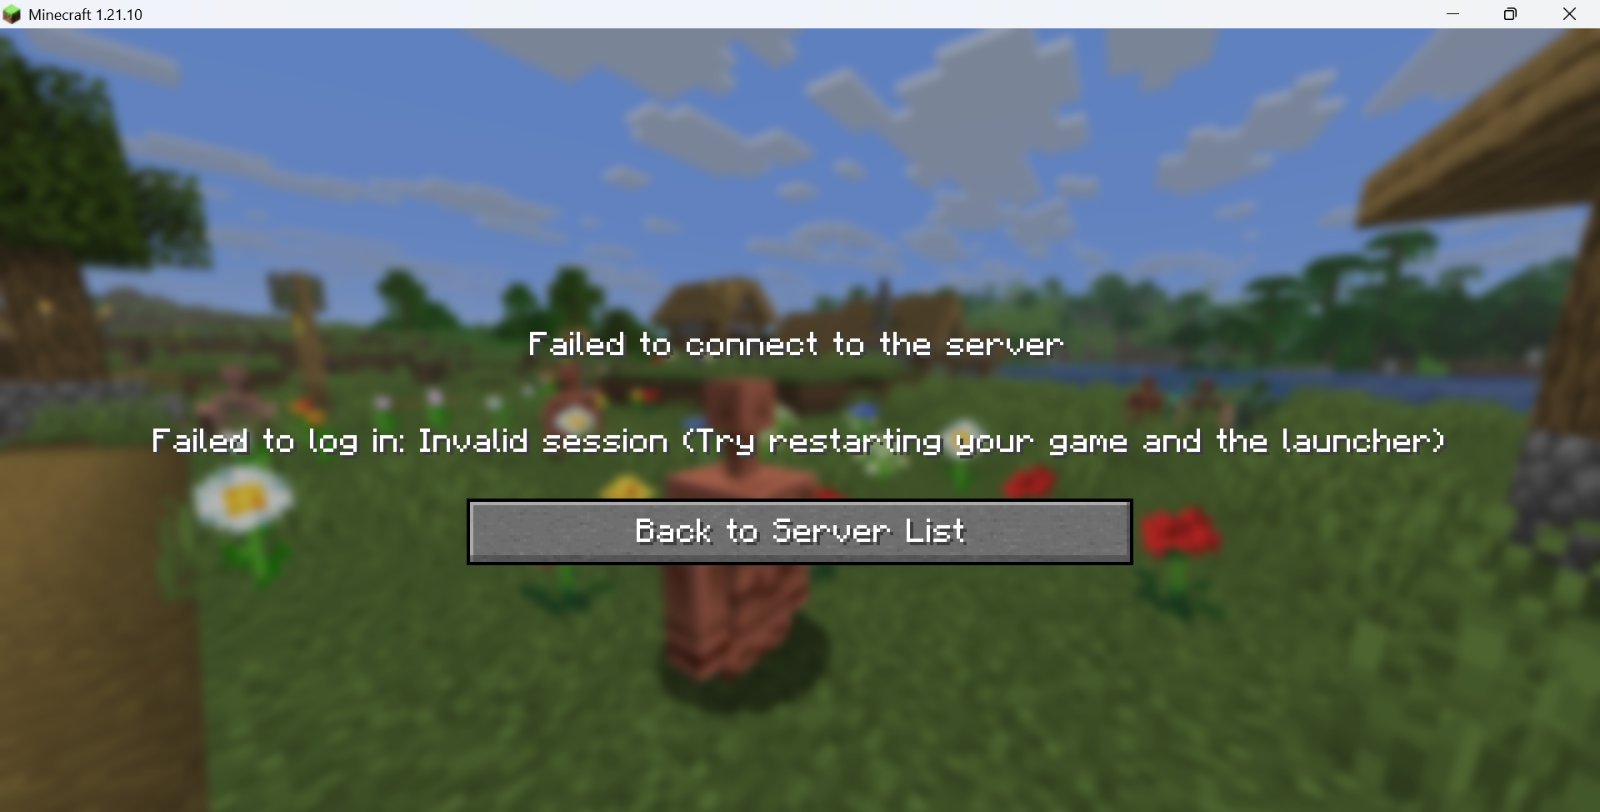 Minecraft 1.21.10
Failed to connect to the server
Failed to log in: Invalid session (Try restarting your game and the launcher)
Back to Server List